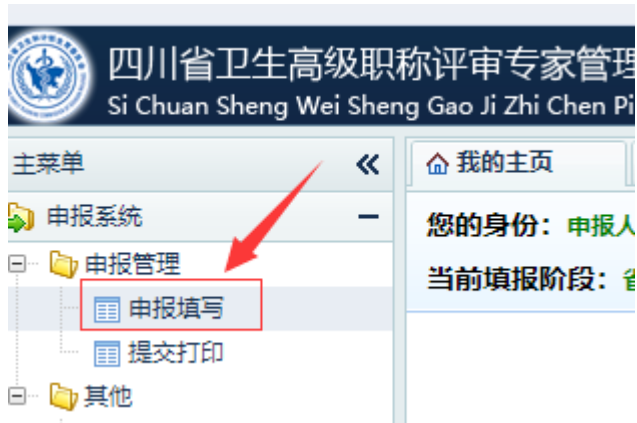 四川省卫生高级职称评审专家管理
Si Chuan Sheng Wei Sheng Gao Ji Zhi Chen Pi
主菜单
我的主页
申报系统
您的身份：申报人
申报管理
当前填报阶段：省
申报填写
提交打印
其他